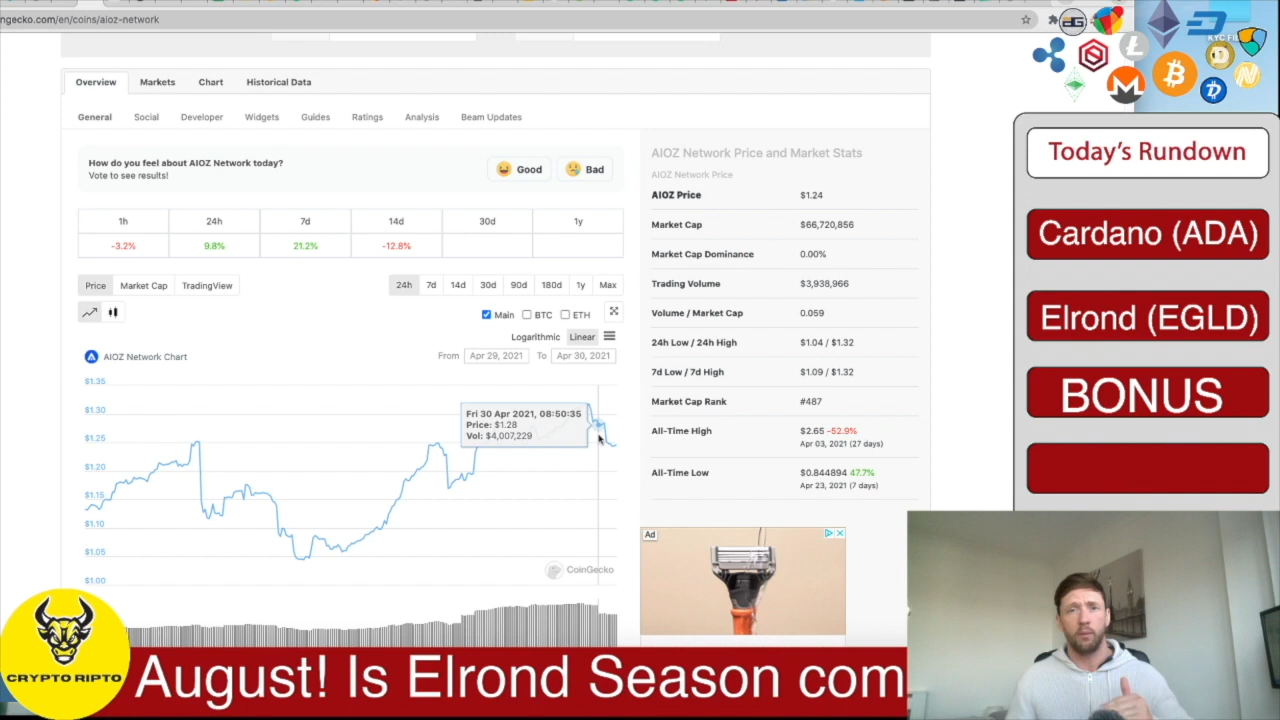 ngecko.com/en/coins/aioz-network
KYC FI
Overview Markets Chart Historical Data
General Social Developer Widgets Guides Ratings Analysis Beam Updates
How do you feel about AIOZ Network today?
Vote to see results!
Good Bad
1h 24h 7d 14d 30d 1y
-3.2% 9.8% 21.2% -12.8%
Price Market Cap TradingView
24h 7d 14d 30d 90d 180d 1y Max
Main BTC ETH
Logarithmic Linear
AIOZ Network Chart
From Apr 29, 2021 To Apr 30, 2021
$1.35
$1.30
$1.25
$1.20
$1.15
$1.10
$1.05
$1.00
Fri 30 Apr 2021, 08:50:35
Price: $1.28
Vol: $4,007,229
CoinGecko
AIOZ Network Price and Market Stats
AIOZ Network Price
AIOZ Price $1.24
Market Cap $66,720,856
Market Cap Dominance 0.00%
Trading Volume $3,938,966
Volume / Market Cap 0.059
24h Low / 24h High $1.04 / $1.32
7d Low / 7d High $1.09 / $1.32
Market Cap Rank #487
All-Time High $2.65 -52.9%
Apr 03, 2021 (27 days)
All-Time Low $0.844894 47.7%
Apr 23, 2021 (7 days)
Ad
Today's Rundown
Cardano (ADA)
Elrond (EGLD)
BONUS
CRYPTO RIPTO
August! Is Elrond Season com